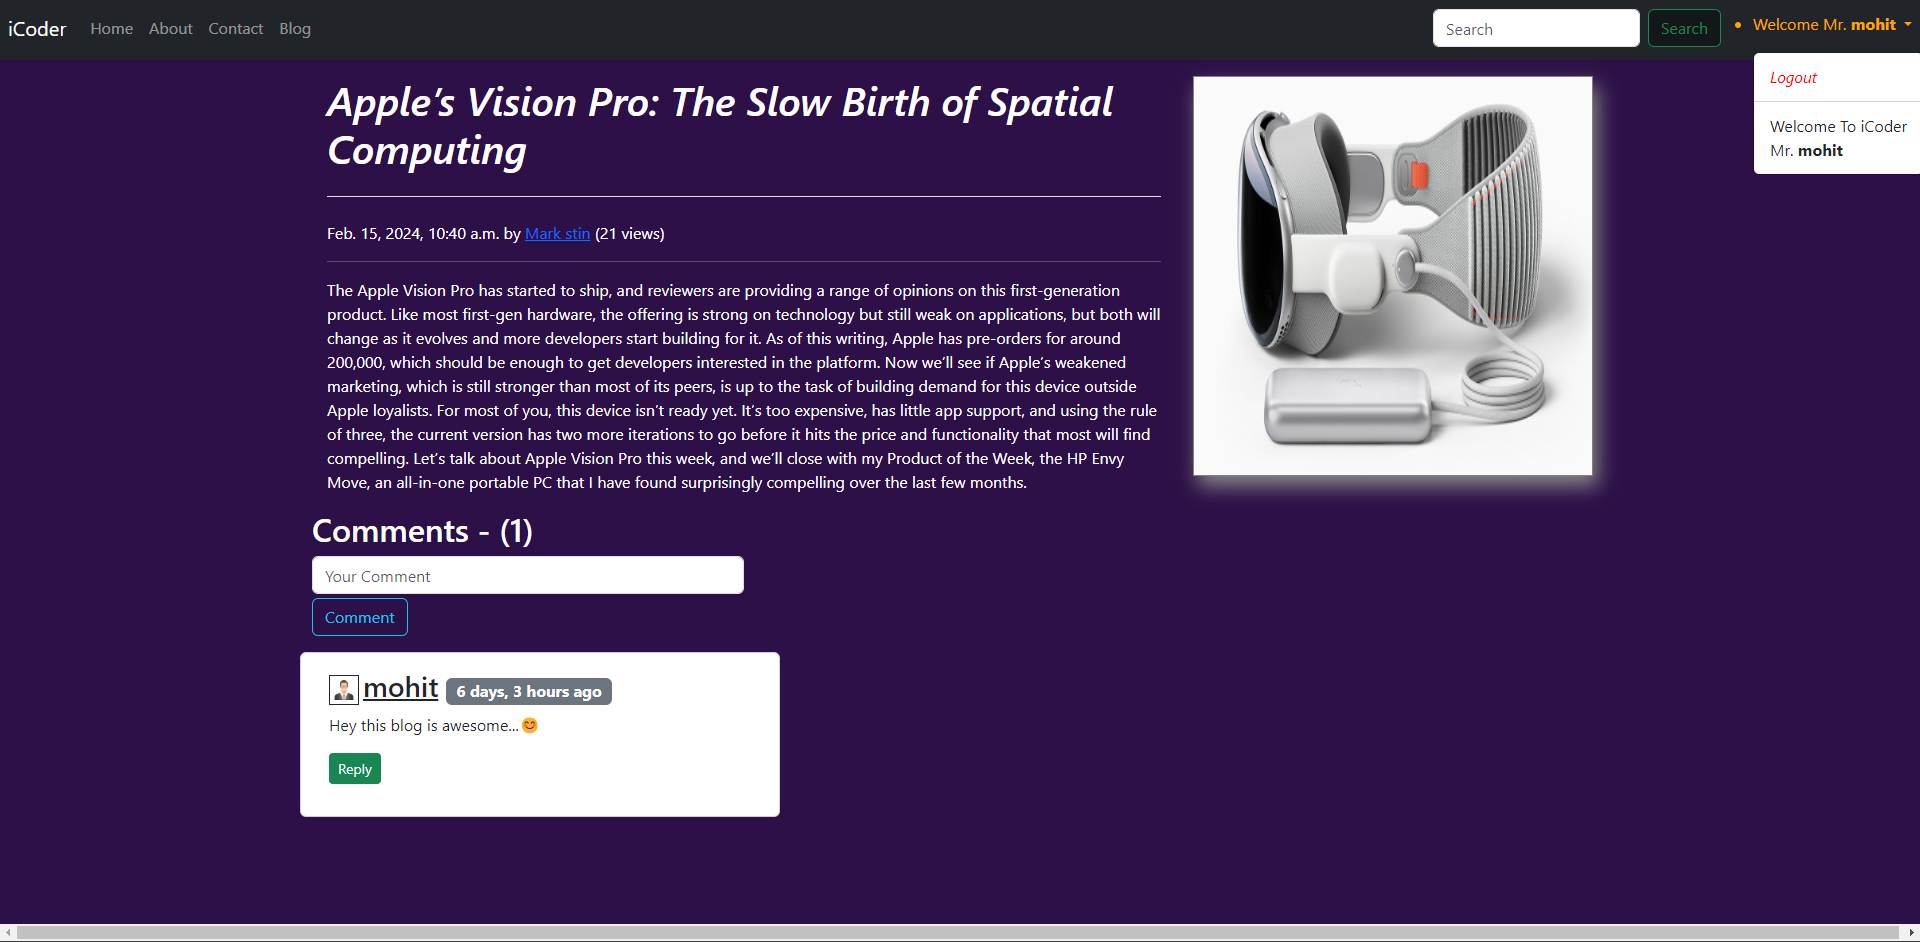 iCoder Home About Contact Blog Search Search Welcome Mr. mohit
Logout
Welcome To iCoder
Mr. mohit
Apple’s Vision Pro: The Slow Birth of Spatial
Computing
Feb. 15, 2024, 10:40 a.m. by Mark stin (21 views)
The Apple Vision Pro has started to ship, and reviewers are providing a range of opinions on this first-generation
product. Like most first-gen hardware, the offering is strong on technology but still weak on applications, but both will
change as it evolves and more developers start building for it. As of this writing, Apple has pre-orders for around
200,000, which should be enough to get developers interested in the platform. Now we’ll see if Apple’s weakened
marketing, which is still stronger than most of its peers, is up to the task of building demand for this device outside
Apple loyalists. For most of you, this device isn’t ready yet. It’s too expensive, has little app support, and using the rule
of three, the current version has two more iterations to go before it hits the price and functionality that most will find
compelling. Let’s talk about Apple Vision Pro this week, and we’ll close with my Product of the Week, the HP Envy
Move, an all-in-one portable PC that I have found surprisingly compelling over the last few months.
Comments - (1)
Your Comment
Comment
mohit 6 days, 3 hours ago
Hey this blog is awesome...😊
Reply